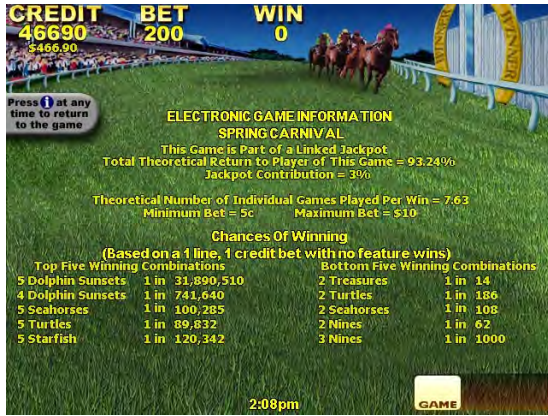 CREDIT BET WIN
46690 200 0
$466.90
WINNER WINNER
Press i at any
time to return
to the game
ELECTRONIC GAME INFORMATION
SPRING CARNIVAL
This Game is Part of a Linked Jackpot
Total Theoretical Return to Player of This Game = 93.24%
Jackpot Contribution = 3%
Theoretical Number of Individual Games Played Per Win = 7.63
Minimum Bet = 5c Maximum Bet = $10
Chances Of Winning
(Based on a 1 line, 1 credit bet with no feature wins)
Top Five Winning Combinations Bottom Five Winning Combinations
5 Dolphin Sunsets 1 in 31,890,510 2 Treasures 1 in 14
4 Dolphin Sunsets 1 in 741,640 2 Turtles 1 in 186
5 Seahorses 1 in 100,285 2 Seahorses 1 in 108
5 Turtles 1 in 89,832 2 Nines 1 in 62
5 Starfish 1 in 120,342 3 Nines 1 in 1000
2:08pm
GAME